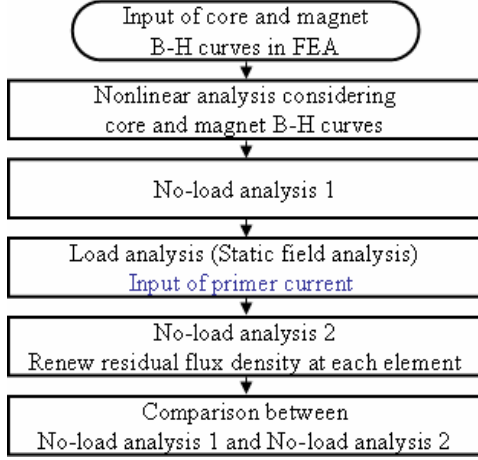 Input of core and magnet
B-H curves in FEA
Nonlinear analysis considering
core and magnet B-H curves
No-load analysis 1
Load analysis (Static field analysis)
Input of primer current
No-load analysis 2
Renew residual flux density at each element
Comparison between
No-load analysis 1 and No-load analysis 2